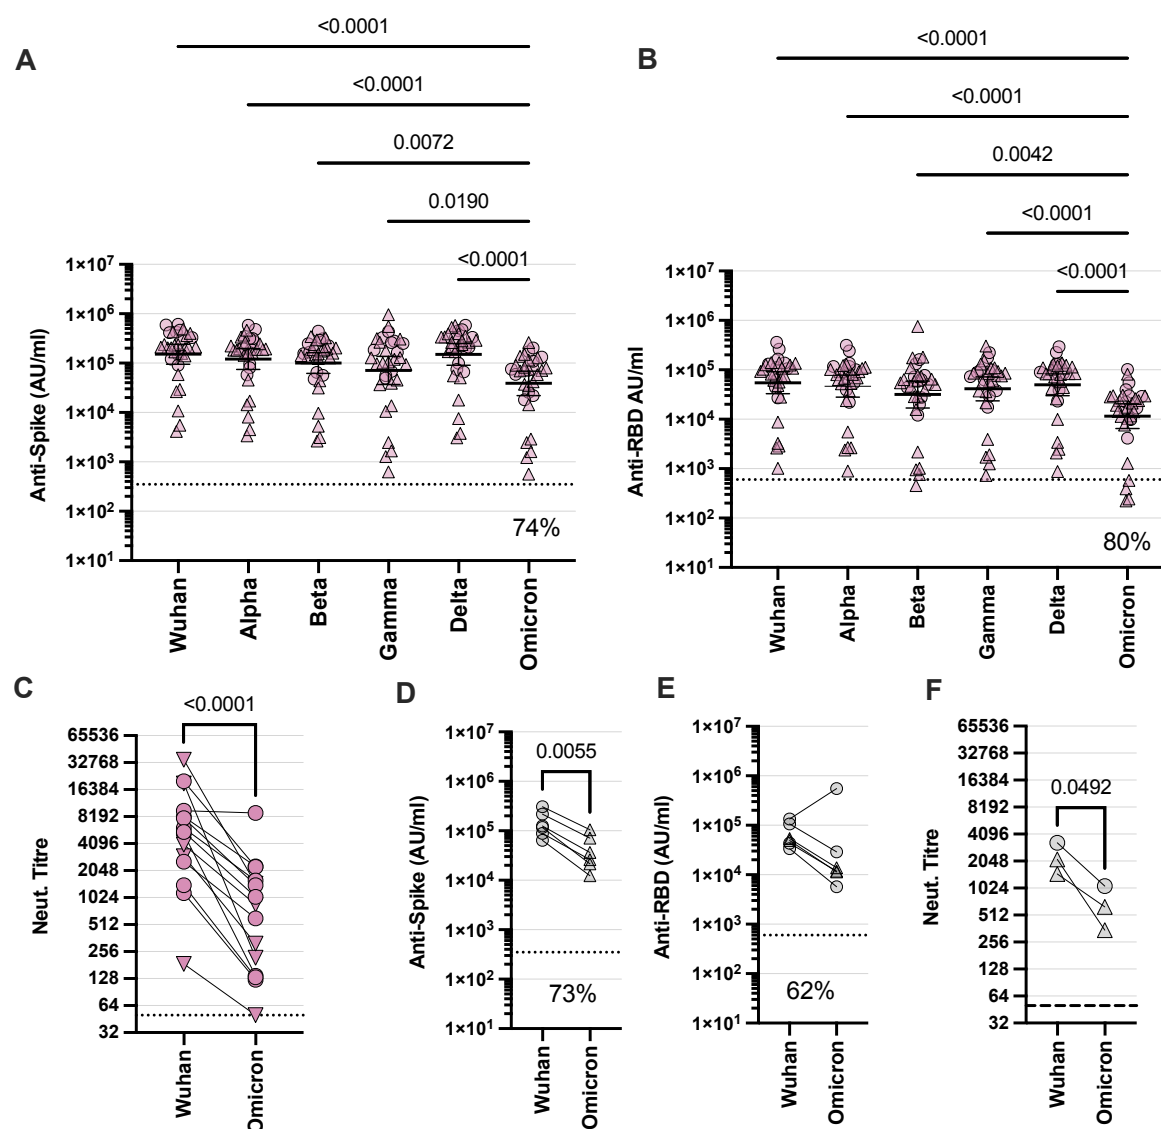 A
<0.0001
<0.0001
0.0072
0.0190
<0.0001
Anti-Spike (AU/ml)
1×10⁷
1×10⁶
1×10⁵
1×10⁴
1×10³
1×10²
1×10¹
74%
Wuhan
Alpha
Beta
Gamma
Delta
Omicron
B
<0.0001
<0.0001
0.0042
<0.0001
<0.0001
Anti-RBD AU/ml
1×10⁷
1×10⁶
1×10⁵
1×10⁴
1×10³
1×10²
1×10¹
80%
Wuhan
Alpha
Beta
Gamma
Delta
Omicron
C
<0.0001
Neut. Titre
65536
32768
16384
8192
4096
2048
1024
512
256
128
64
32
Wuhan
Omicron
D
0.0055
Anti-Spike (AU/ml)
1×10⁷
1×10⁶
1×10⁵
1×10⁴
1×10³
1×10²
1×10¹
73%
Wuhan
Omicron
E
Anti-RBD (AU/ml)
1×10⁷
1×10⁶
1×10⁵
1×10⁴
1×10³
1×10²
1×10¹
62%
Wuhan
Omicron
F
0.0492
Neut. Titre
65536
32768
16384
8192
4096
2048
1024
512
256
128
64
32
Wuhan
Omicron